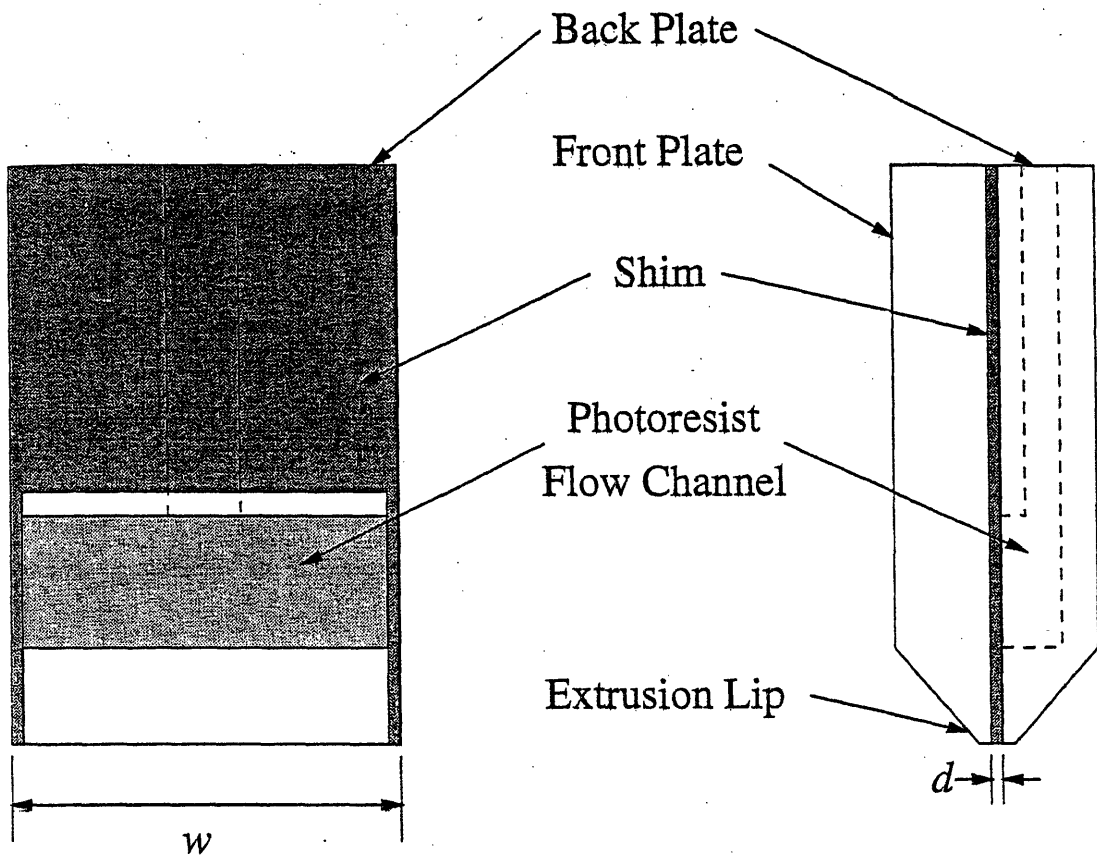 Back Plate
Front Plate
Shim
Photoresist
Flow Channel
Extrusion Lip
d
w